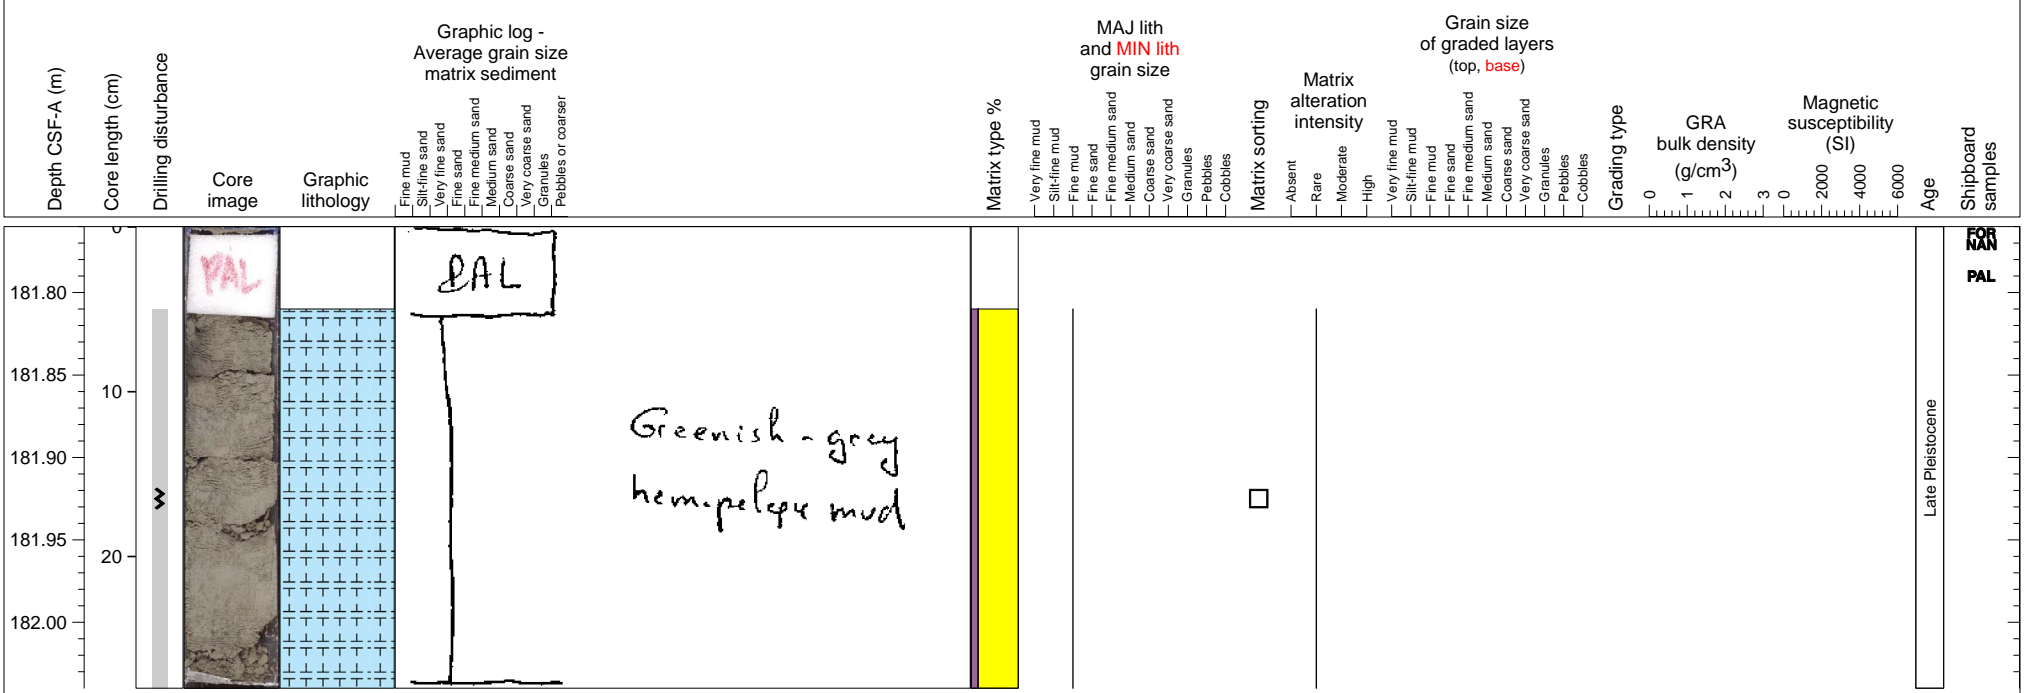 Depth CSF-A (m)
Core length (cm)
Drilling disturbance
Core
image
Graphic
lithology
Graphic log -
Average grain size
matrix sediment
Fine mud
Silt-fine sand
Very fine sand
Fine sand
Fine medium sand
Medium sand
Coarse sand
Very coarse sand
Granules
Pebbles or coarser
Matrix type %
MAJ lith
and MIN lith
grain size
Very fine mud
Silt-fine mud
Fine mud
Fine sand
Fine medium sand
Medium sand
Coarse sand
Very coarse sand
Granules
Pebbles
Cobbles
Matrix sorting
Matrix
alteration
intensity
Absent
Rare
Moderate
High
Grain size
of graded layers
(top, base)
Very fine mud
Silt-fine mud
Fine mud
Fine sand
Fine medium sand
Medium sand
Coarse sand
Very coarse sand
Granules
Pebbles
Cobbles
Grading type
GRA
bulk density
(g/cm3)
0 1 2 3
Magnetic
susceptibility
(SI)
0 2000 4000 6000
Age
Shipboard
samples
181.80
181.85
181.90
181.95
182.00
0
10
20
PAL
PAL
Greenish-grey
hemipelagic mud
Late Pleistocene
FOR
NAN
PAL